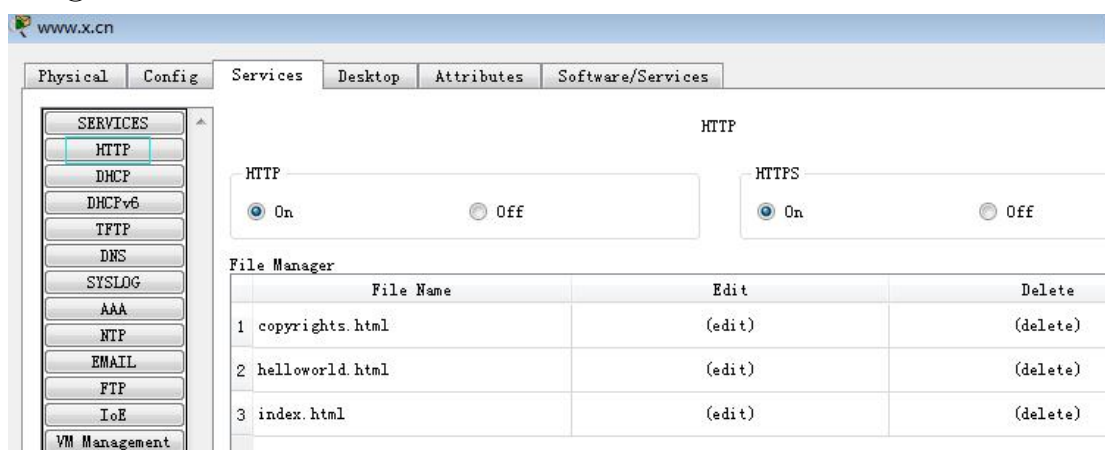 www.x.cn
Physical Config Services Desktop Attributes Software/Services
SERVICES
HTTP
DHCP
DHCPv6
TFTP
DNS
SYSLOG
AAA
NTP
EMAIL
FTP
IoE
VM Management
HTTP
HTTP HTTPS
On Off On Off
File Manager
File Name Edit Delete
1 copyrights.html (edit) (delete)
2 helloworld.html (edit) (delete)
3 index.html (edit) (delete)